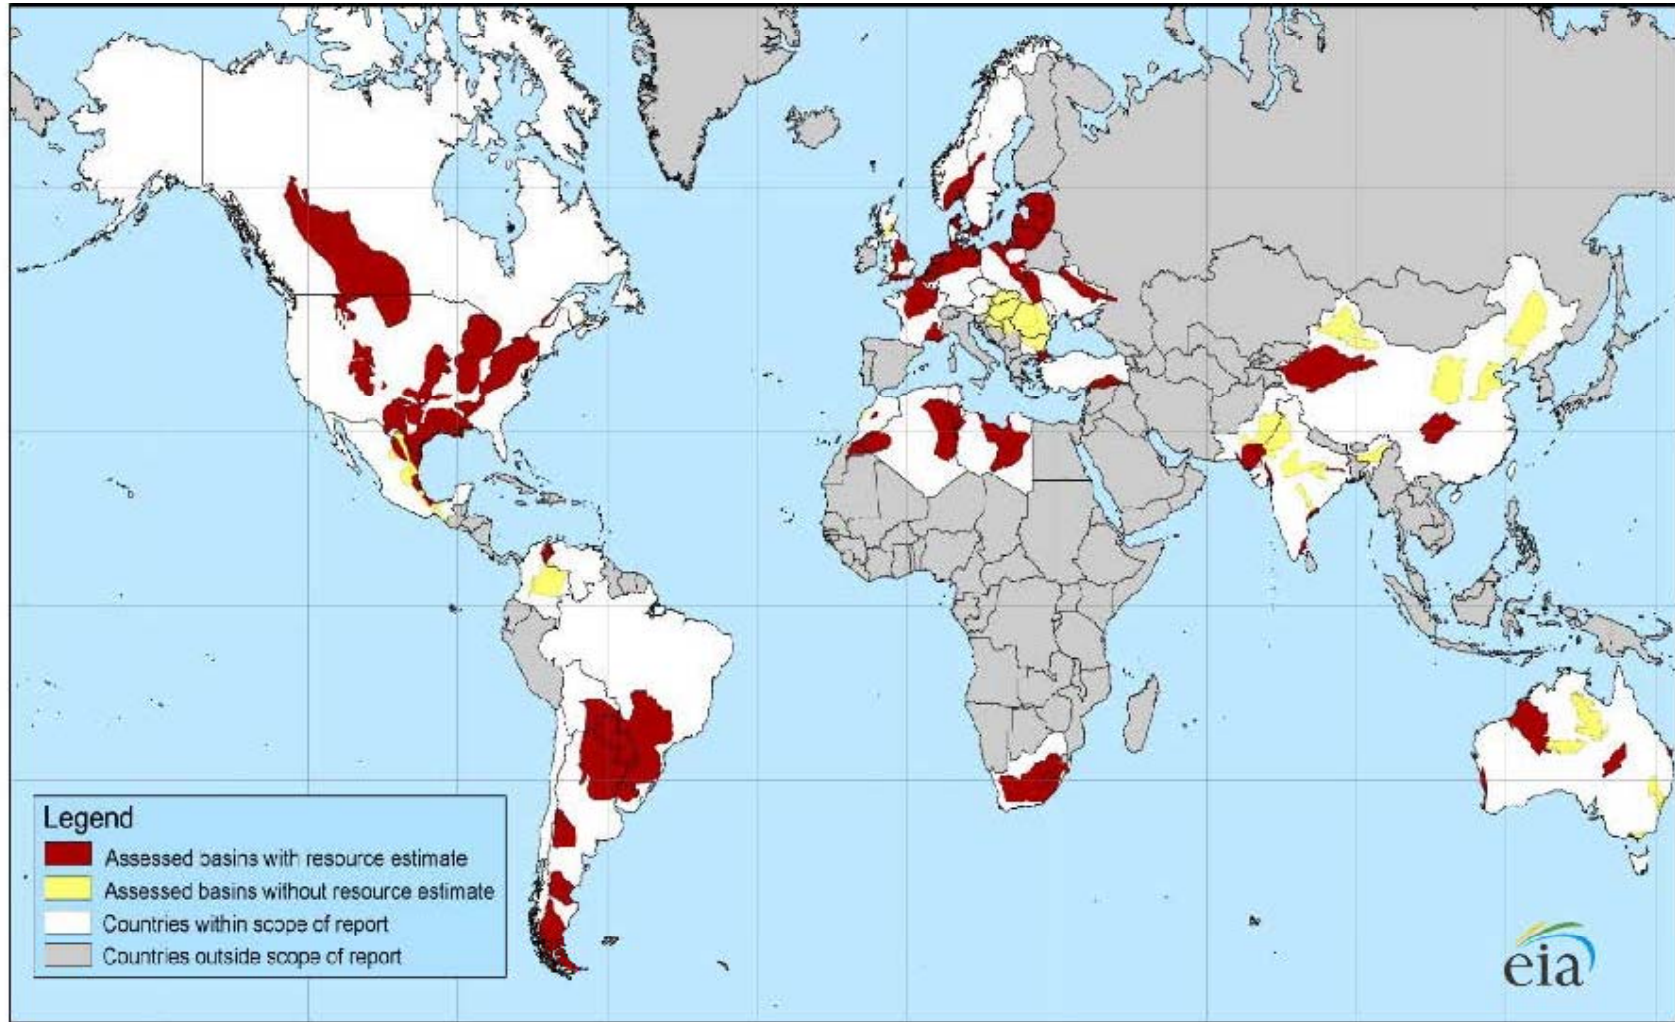 Legend
Assessed basins with resource estimate
Assessed basins without resource estimate
Countries within scope of report
Countries outside scope of report
eia